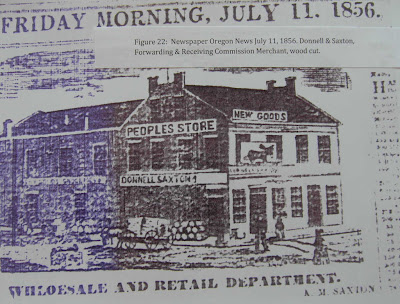 FRIDAY MORNING, JULY 11. 1856.
Figure 22: Newspaper Oregon News July 11, 1856. Donnell & Saxton,
Forwarding & Receiving Commission Merchant, wood cut.
PEOPLES STORE
NEW GOODS
DONNELL SAXTON
WHLOESALE AND RETAIL DEPARTMENT.
A. M. SAXTON